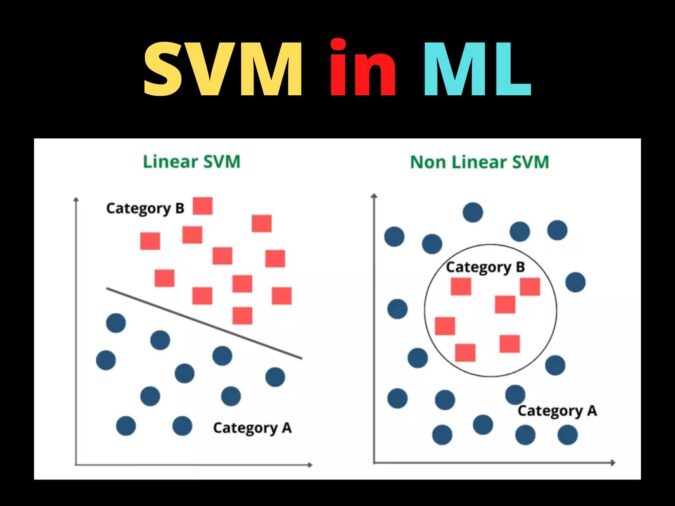 SVM in ML
Linear SVM
Category B
Category A
Non Linear SVM
Category B
Category A